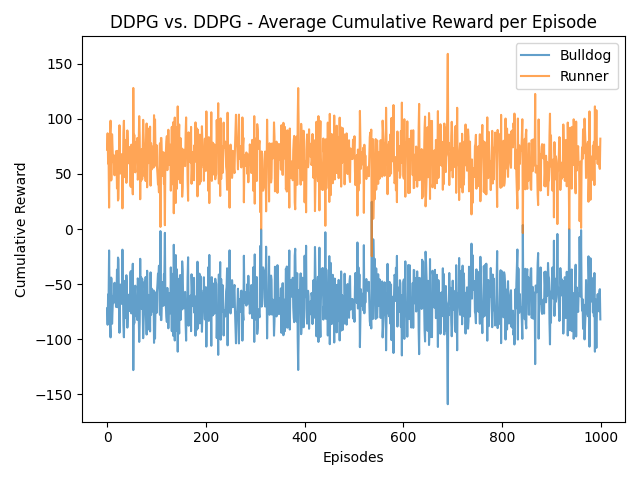 DDPG vs. DDPG - Average Cumulative Reward per Episode
Bulldog
Runner
150
100
50
0
−50
−100
−150
Cumulative Reward
0 200 400 600 800 1000
Episodes